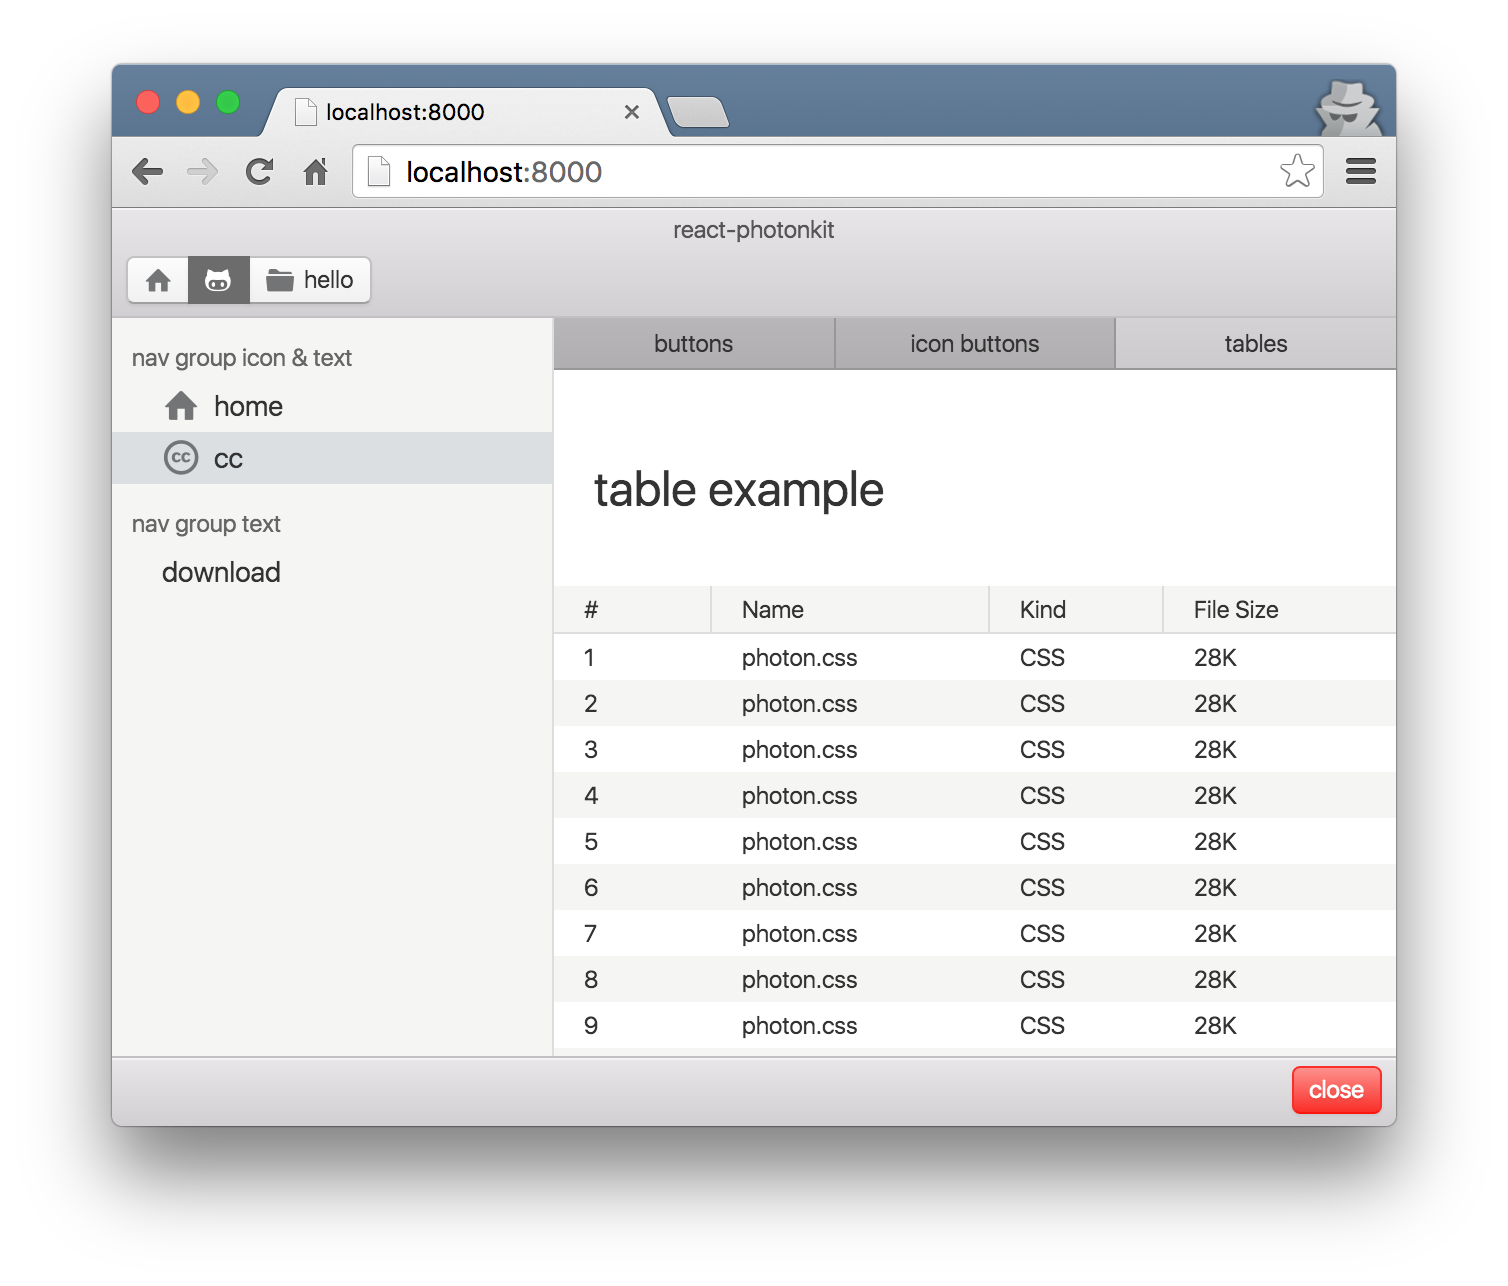 localhost:8000
localhost:8000
react-photonkit
hello
nav group icon & text
home
cc cc
nav group text
download
buttons icon buttons tables
table example
# Name Kind File Size
1 photon.css CSS 28K
2 photon.css CSS 28K
3 photon.css CSS 28K
4 photon.css CSS 28K
5 photon.css CSS 28K
6 photon.css CSS 28K
7 photon.css CSS 28K
8 photon.css CSS 28K
9 photon.css CSS 28K
close